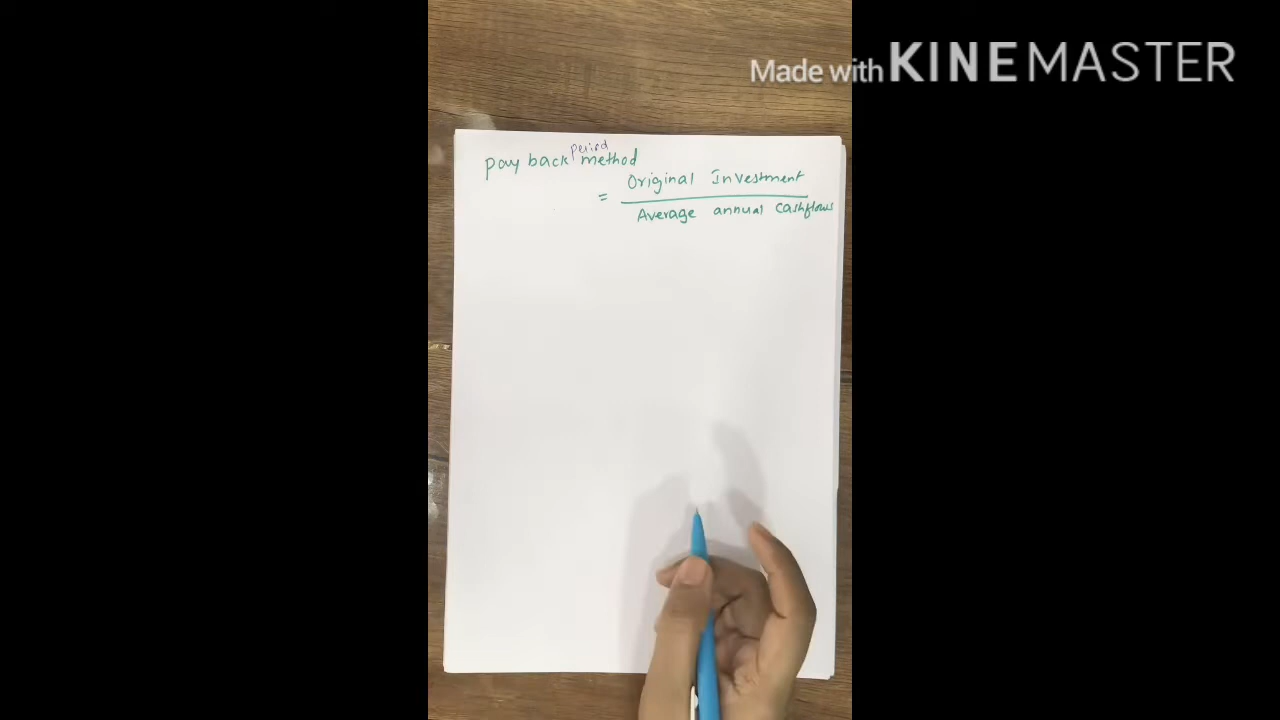 Made with KINEMASTER
pay back period method
= Original Investment
Average annual cashflows